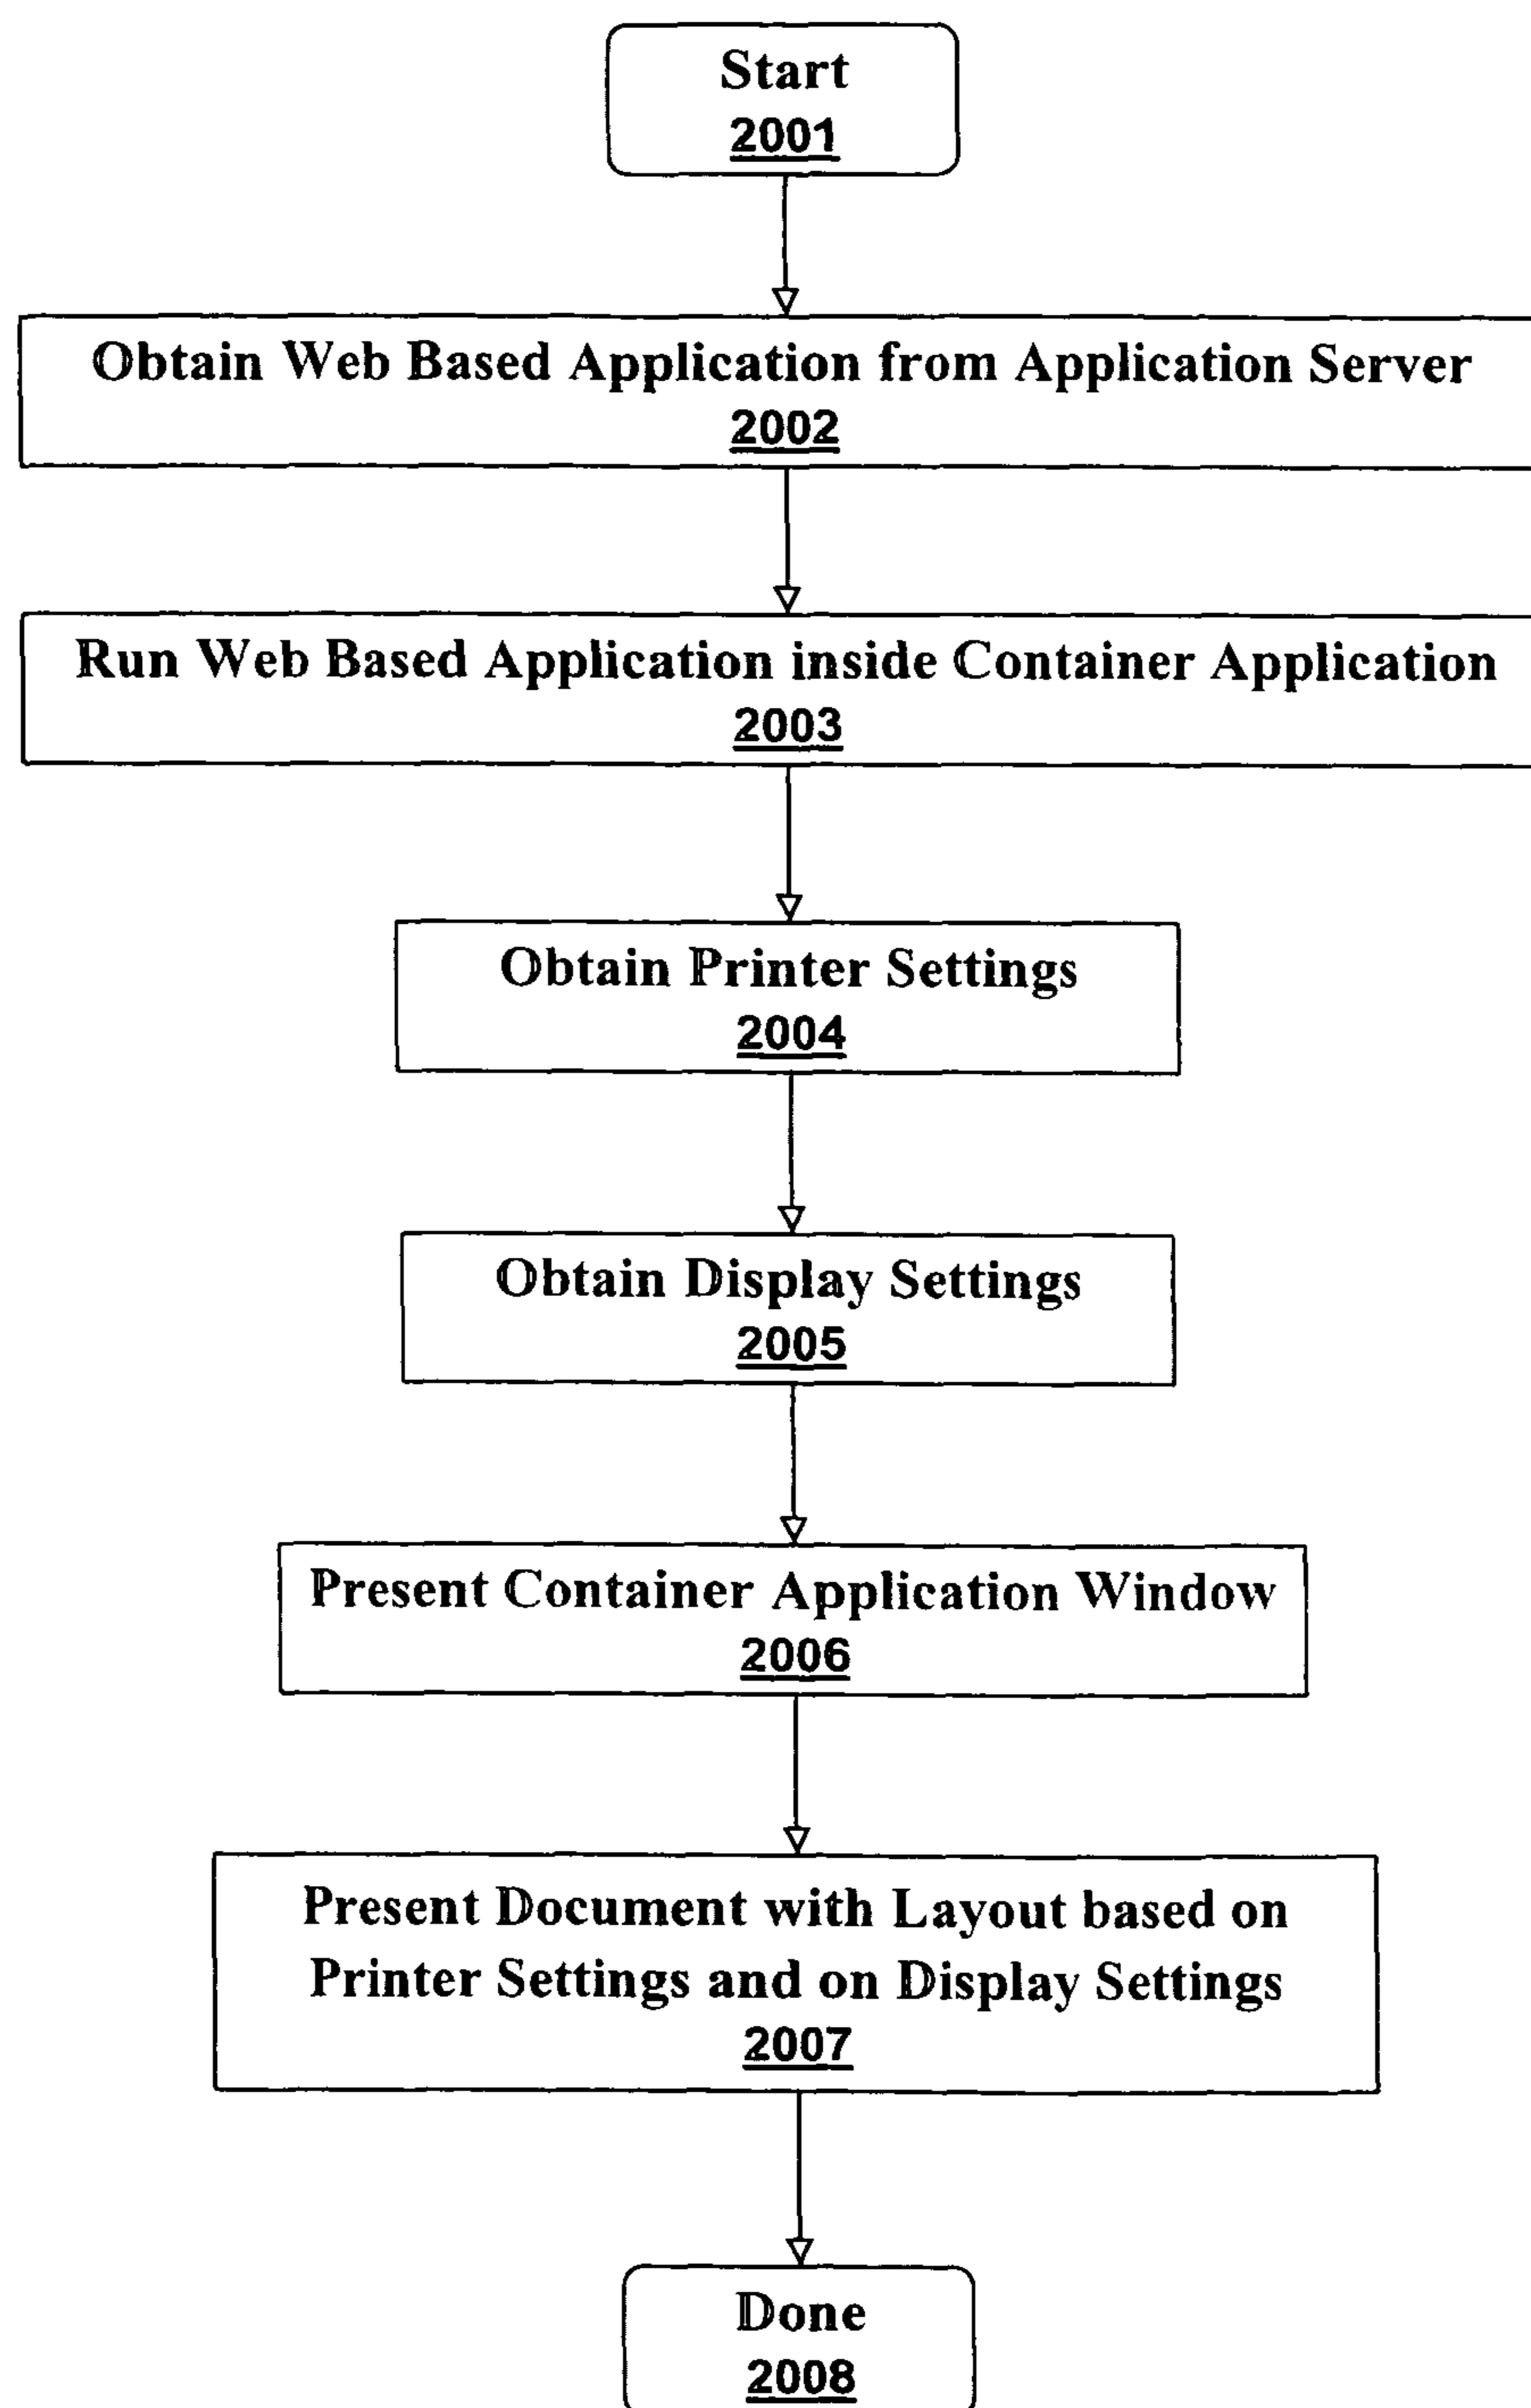 Start
2001
Obtain Web Based Application from Application Server
2002
Run Web Based Application inside Container Application
2003
Obtain Printer Settings
2004
Obtain Display Settings
2005
Present Container Application Window
2006
Present Document with Layout based on
Printer Settings and on Display Settings
2007
Done
2008